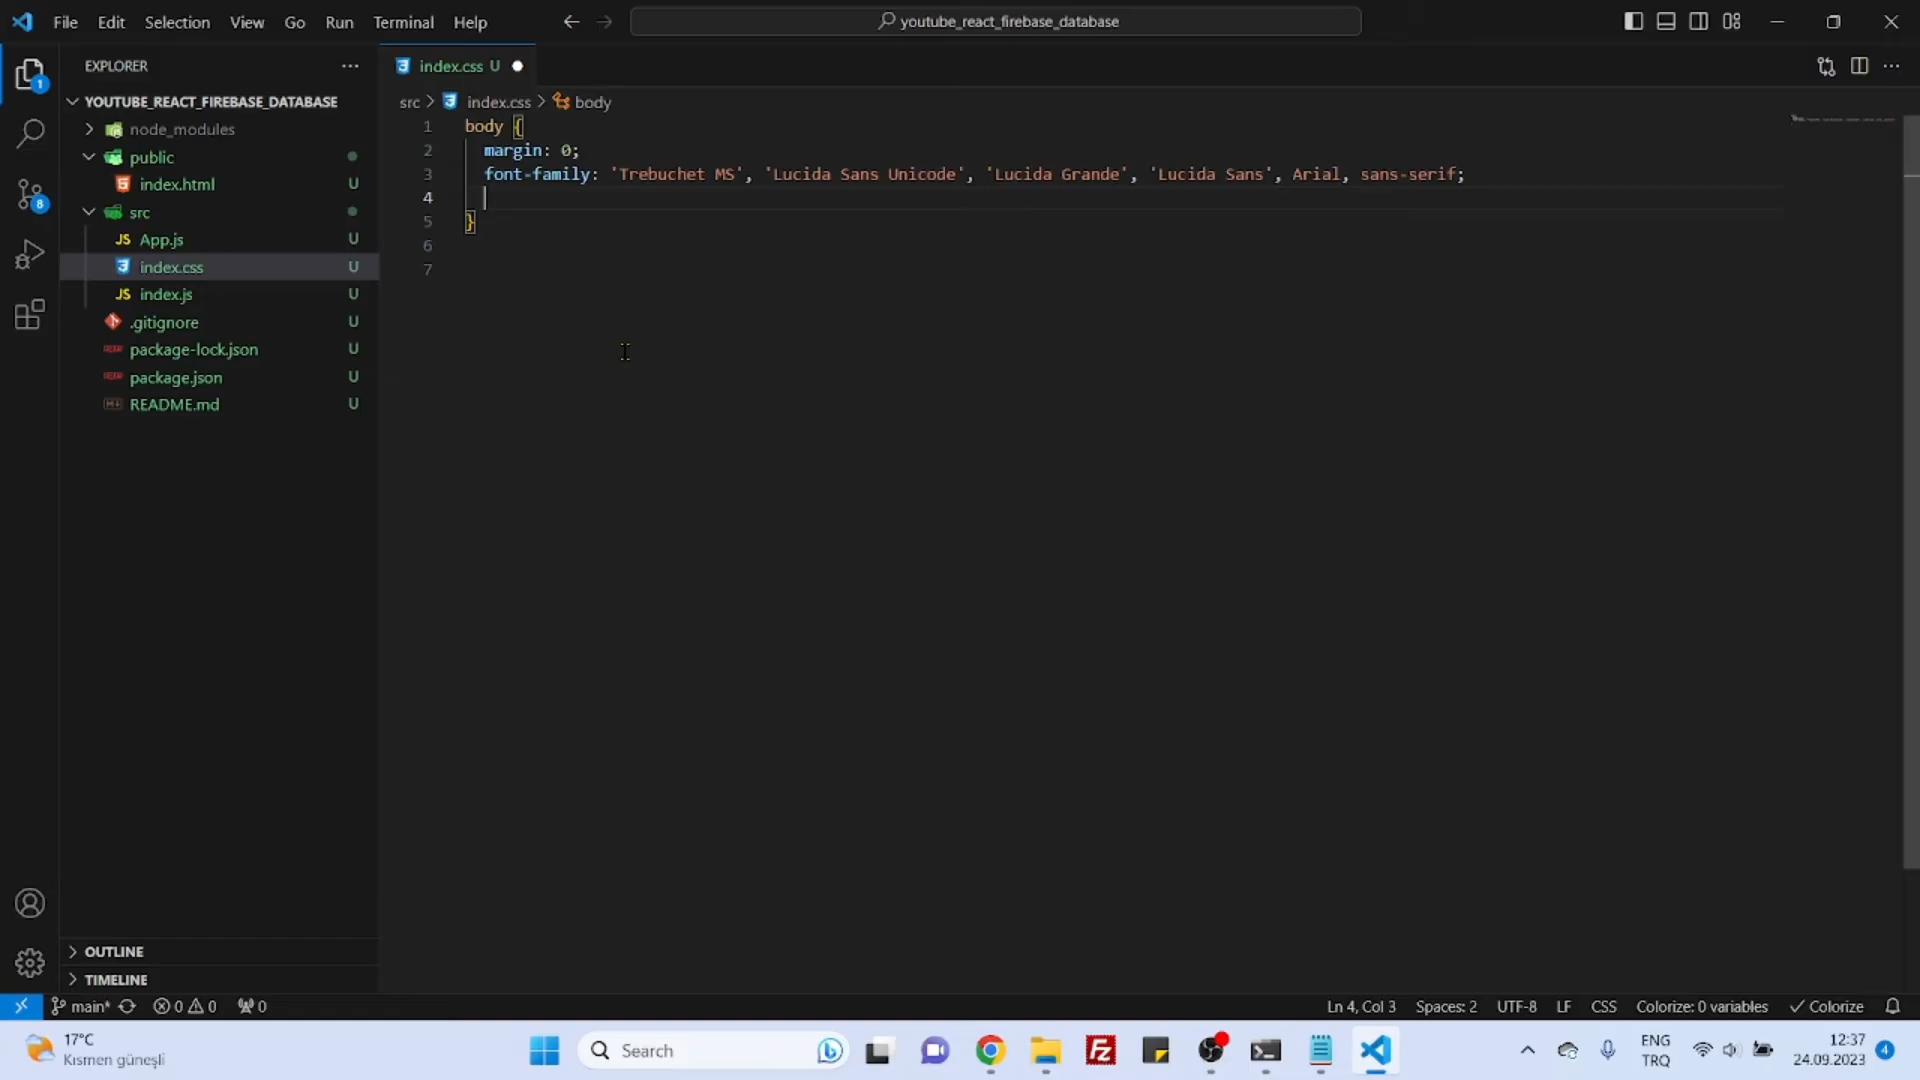 File Edit Selection View Go Run Terminal Help
youtube_react_firebase_database
EXPLORER
index.css U
1
YOUTUBE_REACT_FIREBASE_DATABASE
src > index.css > body
node_modules
public
index.html U
src
App.js U
index.css U
index.js U
.gitignore U
package-lock.json U
package.json U
README.md U
8
1 body {
2 margin: 0;
3 font-family: 'Trebuchet MS', 'Lucida Sans Unicode', 'Lucida Grande', 'Lucida Sans', Arial, sans-serif;
4
5 }
6
7
OUTLINE
TIMELINE
main* 0 0 0
Ln 4, Col 3 Spaces: 2 UTF-8 LF CSS Colorize: 0 variables Colorize
17°C
Kısmen güneşli
Search
ENG
TRQ
12:37
24.09.2023
4